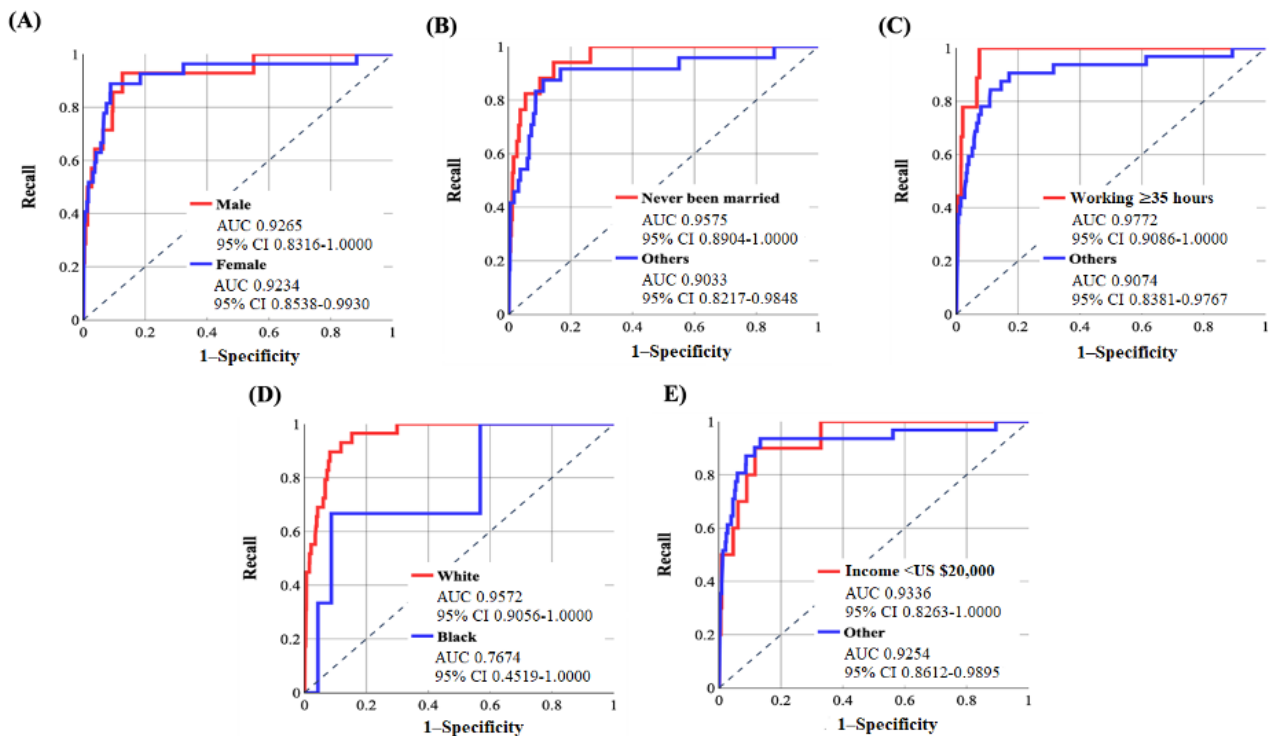 (A)
1
0.8
0.6
0.4
0.2
0
Recall
Male
AUC 0.9265
95% CI 0.8316-1.0000
Female
AUC 0.9234
95% CI 0.8538-0.9930
0 0.2 0.4 0.6 0.8 1
1–Specificity
(B)
1
0.8
0.6
0.4
0.2
0
Recall
Never been married
AUC 0.9575
95% CI 0.8904-1.0000
Others
AUC 0.9033
95% CI 0.8217-0.9848
0 0.2 0.4 0.6 0.8 1
1–Specificity
(C)
1
0.8
0.6
0.4
0.2
0
Recall
Working ≥35 hours
AUC 0.9772
95% CI 0.9086-1.0000
Others
AUC 0.9074
95% CI 0.8381-0.9767
0 0.2 0.4 0.6 0.8 1
1–Specificity
(D)
1
0.8
0.6
0.4
0.2
0
Recall
White
AUC 0.9572
95% CI 0.9056-1.0000
Black
AUC 0.7674
95% CI 0.4519-1.0000
0 0.2 0.4 0.6 0.8 1
1–Specificity
E)
1
0.8
0.6
0.4
0.2
0
Recall
Income <US $20,000
AUC 0.9336
95% CI 0.8263-1.0000
Other
AUC 0.9254
95% CI 0.8612-0.9895
0 0.2 0.4 0.6 0.8 1
1–Specificity